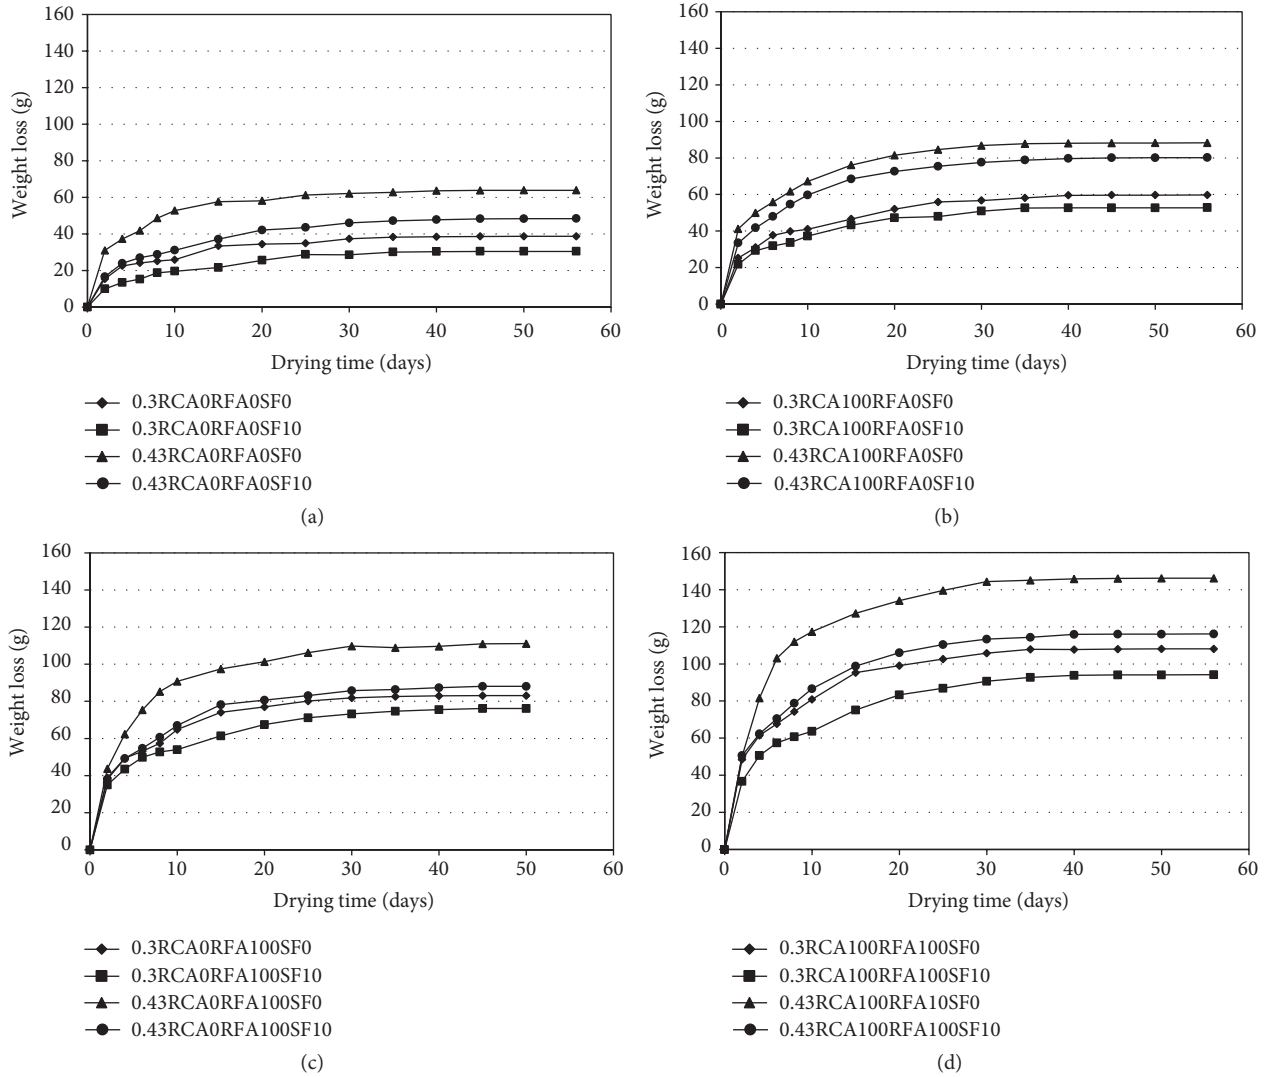 160
140
120
100
80
60
40
20
0
Weight loss (g)
0 10 20 30 40 50 60
Drying time (days)
0.3RCA0RFA0SF0
0.3RCA0RFA0SF10
0.43RCA0RFA0SF0
0.43RCA0RFA0SF10
(a)
160
140
120
100
80
60
40
20
0
Weight loss (g)
0 10 20 30 40 50 60
Drying time (days)
0.3RCA100RFA0SF0
0.3RCA100RFA0SF10
0.43RCA100RFA0SF0
0.43RCA100RFA0SF10
(b)
160
140
120
100
80
60
40
20
0
Weight loss (g)
0 10 20 30 40 50 60
Drying time (days)
0.3RCA0RFA100SF0
0.3RCA0RFA100SF10
0.43RCA0RFA100SF0
0.43RCA0RFA100SF10
(c)
160
140
120
100
80
60
40
20
0
Weight loss (g)
0 10 20 30 40 50 60
Drying time (days)
0.3RCA100RFA100SF0
0.3RCA100RFA100SF10
0.43RCA100RFA10SF0
0.43RCA100RFA100SF10
(d)